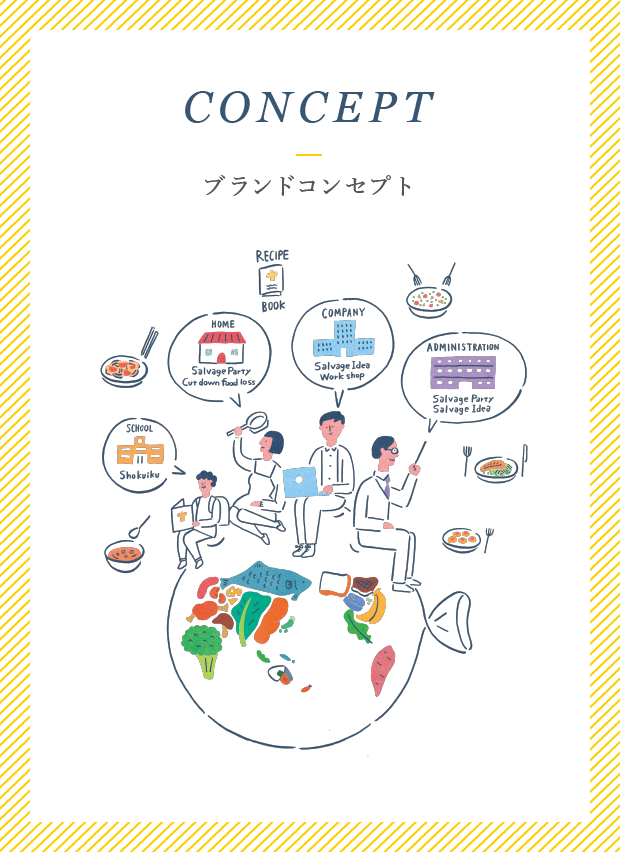 CONCEPT
ブランドコンセプト
RECIPE
BOOK
HOME
Salvage Party
Cut down food loss
COMPANY
Salvage Idea
Work shop
ADMINISTRATION
Salvage Party
Salvage Idea
SCHOOL
Shokuiku